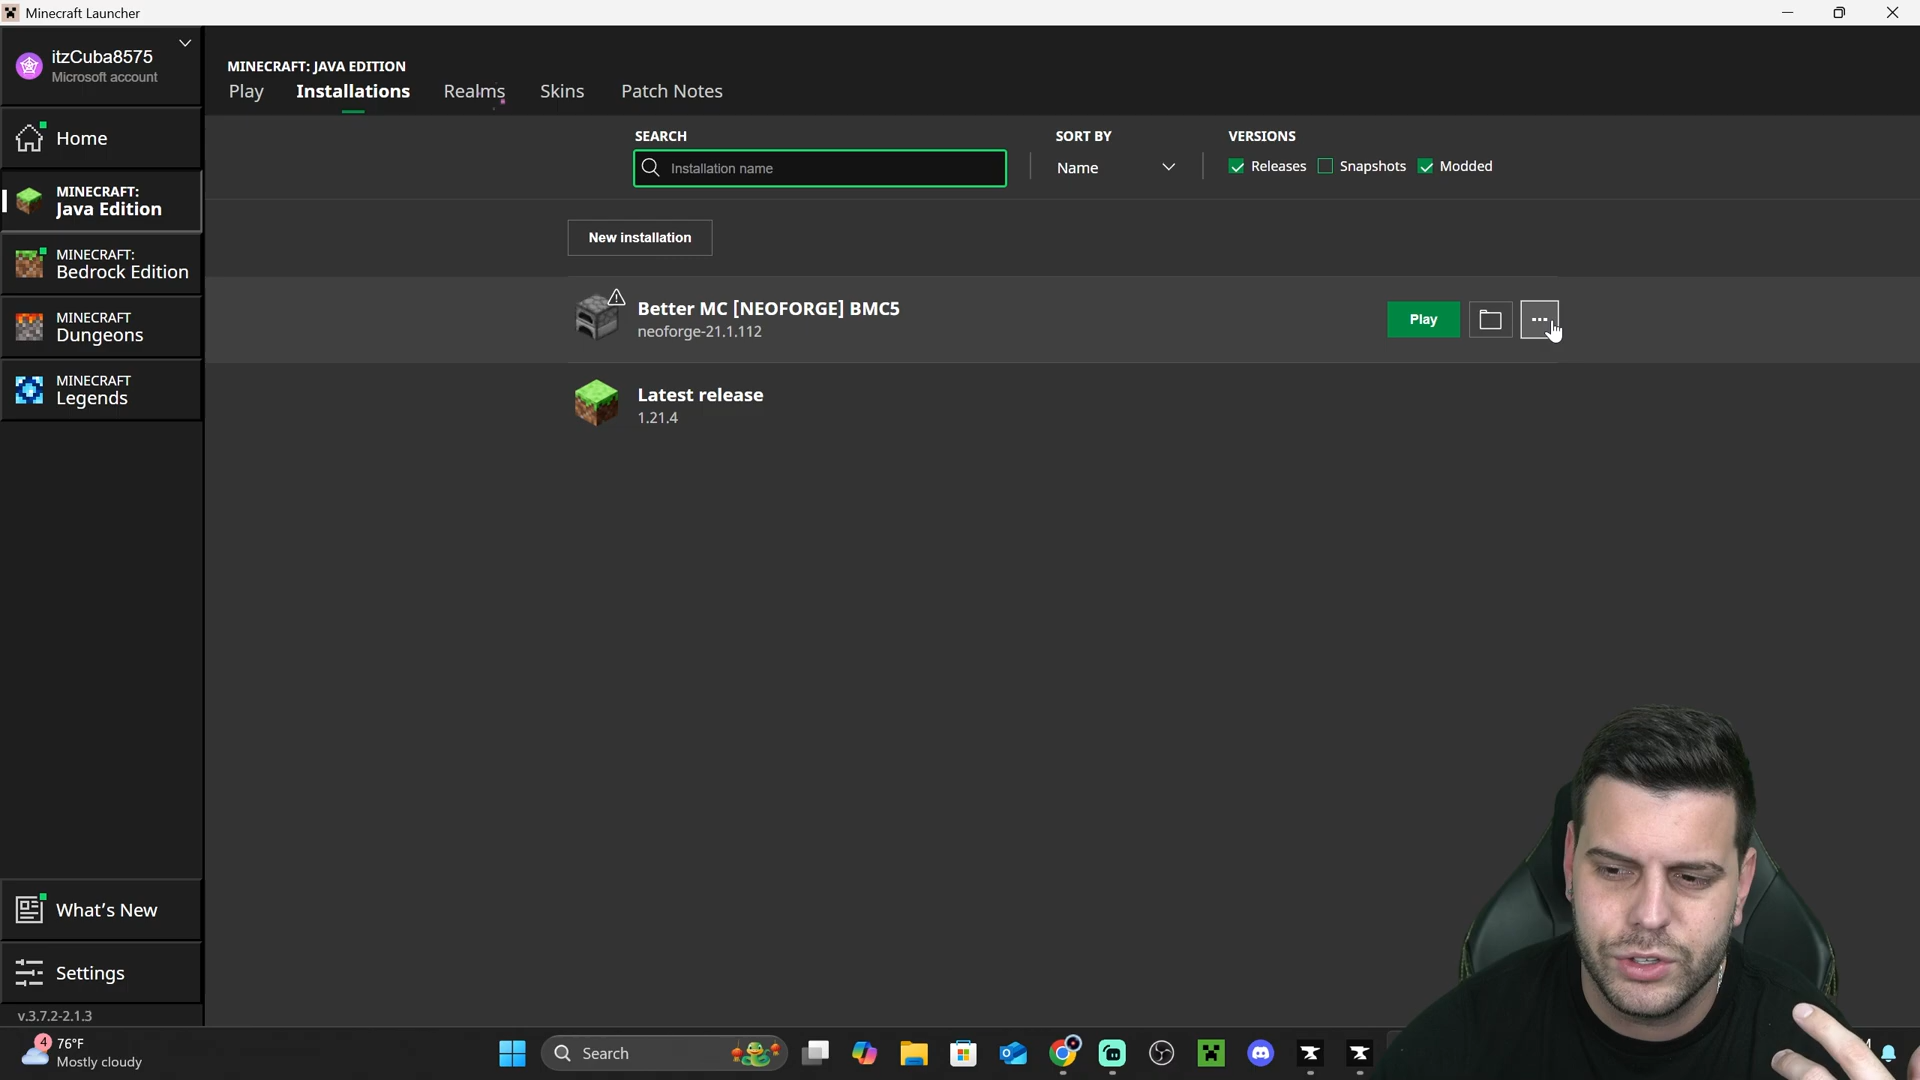 Minecraft Launcher
itzCuba8575
Microsoft account
Home
MINECRAFT:
Java Edition
MINECRAFT:
Bedrock Edition
MINECRAFT
Dungeons
MINECRAFT
Legends
What's New
Settings
v.3.7.2-2.1.3
MINECRAFT: JAVA EDITION
Play Installations Realms Skins Patch Notes
SEARCH SORT BY VERSIONS
Installation name Name Releases Snapshots Modded
New installation
Better MC [NEOFORGE] BMC5
neoforge-21.1.112
Play
Latest release
1.21.4
4
76°F
Mostly cloudy
Search